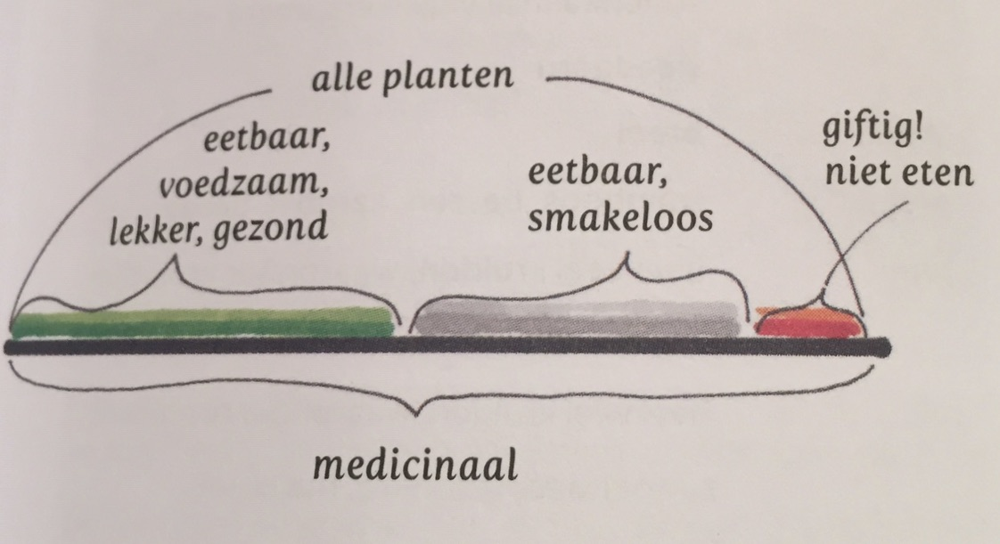 alle planten
eetbaar,
voedzaam,
lekker, gezond
eetbaar,
smakeloos
giftig!
niet eten
medicinaal